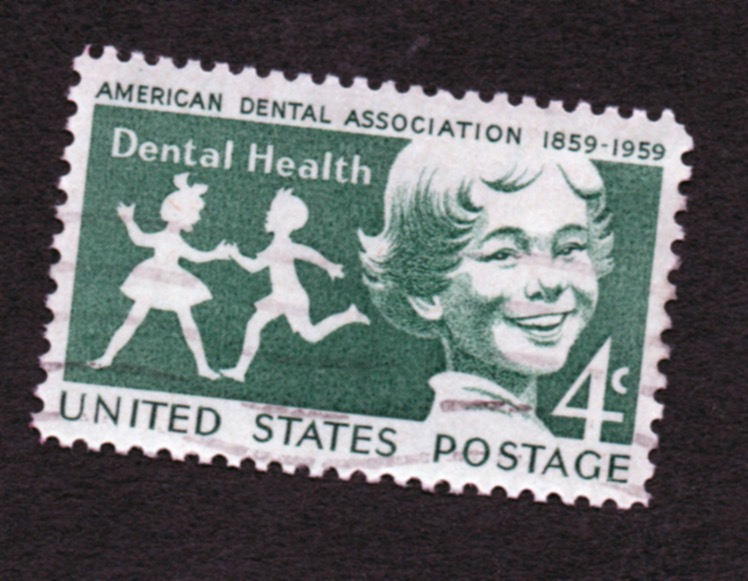 AMERICAN DENTAL ASSOCIATION 1859-1959
Dental Health
4c
UNITED STATES POSTAGE